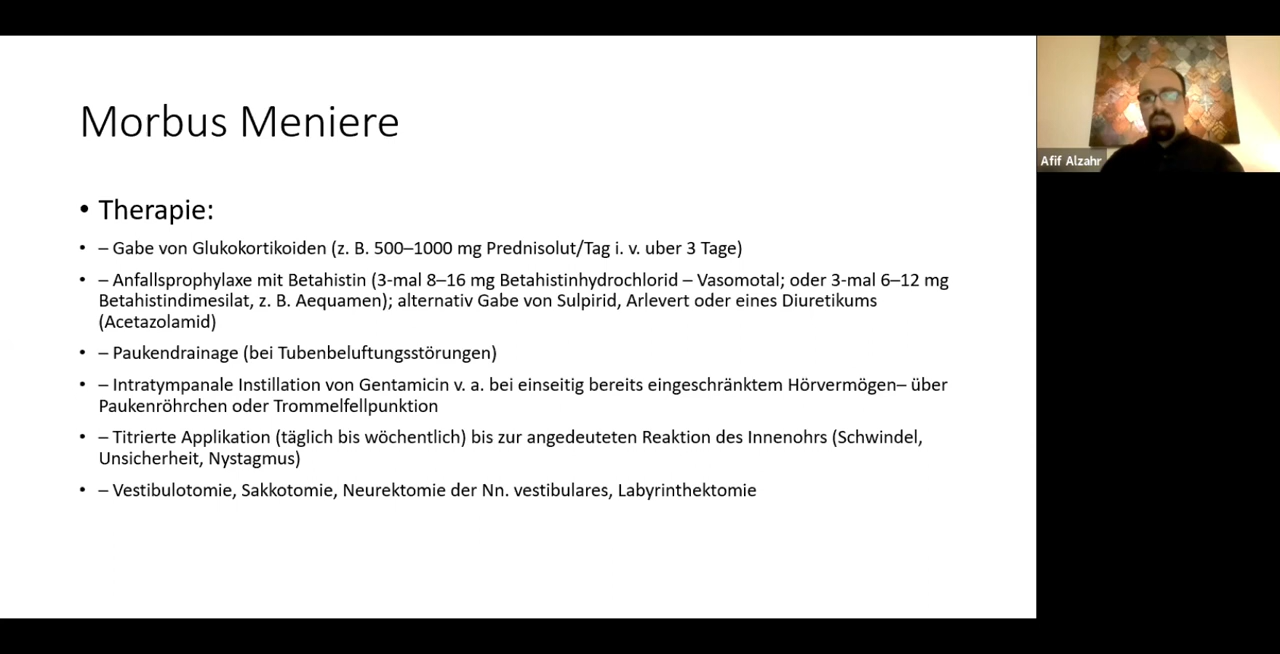 Morbus Meniere
• Therapie:
• – Gabe von Glukokortikoiden (z. B. 500–1000 mg Prednisolut/Tag i. v. uber 3 Tage)
• – Anfallsprophylaxe mit Betahistin (3-mal 8–16 mg Betahistinhydrochlorid – Vasomotal; oder 3-mal 6–12 mg
Betahistindimesilat, z. B. Aequamen); alternativ Gabe von Sulpirid, Arlevert oder eines Diuretikums
(Acetazolamid)
• – Paukendrainage (bei Tubenbeluftungsstörungen)
• – Intratympanale Instillation von Gentamicin v. a. bei einseitig bereits eingeschränktem Hörvermögen– über
Paukenröhrchen oder Trommelfellpunktion
• – Titrierte Applikation (täglich bis wöchentlich) bis zur angedeuteten Reaktion des Innenohrs (Schwindel,
Unsicherheit, Nystagmus)
• – Vestibulotomie, Sakkotomie, Neurektomie der Nn. vestibulares, Labyrinthektomie
Afif Alzahr